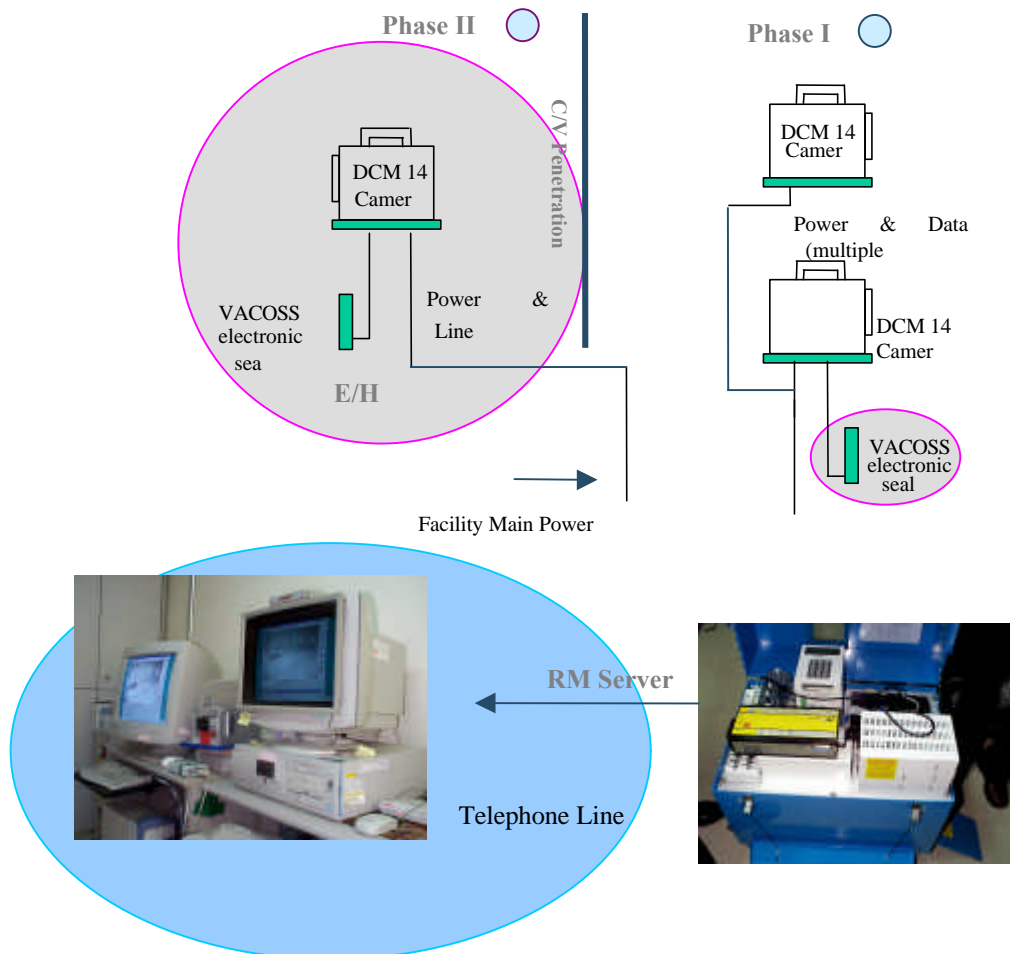 Phase II
Phase I
C/V Penetration
DCM 14
Camer
DCM 14
Camer
Power & Data
(multiple
VACOSS
electronic
sea
Power &
Line
DCM 14
Camer
E/H
VACOSS
electronic
seal
Facility Main Power
RM Server
Telephone Line